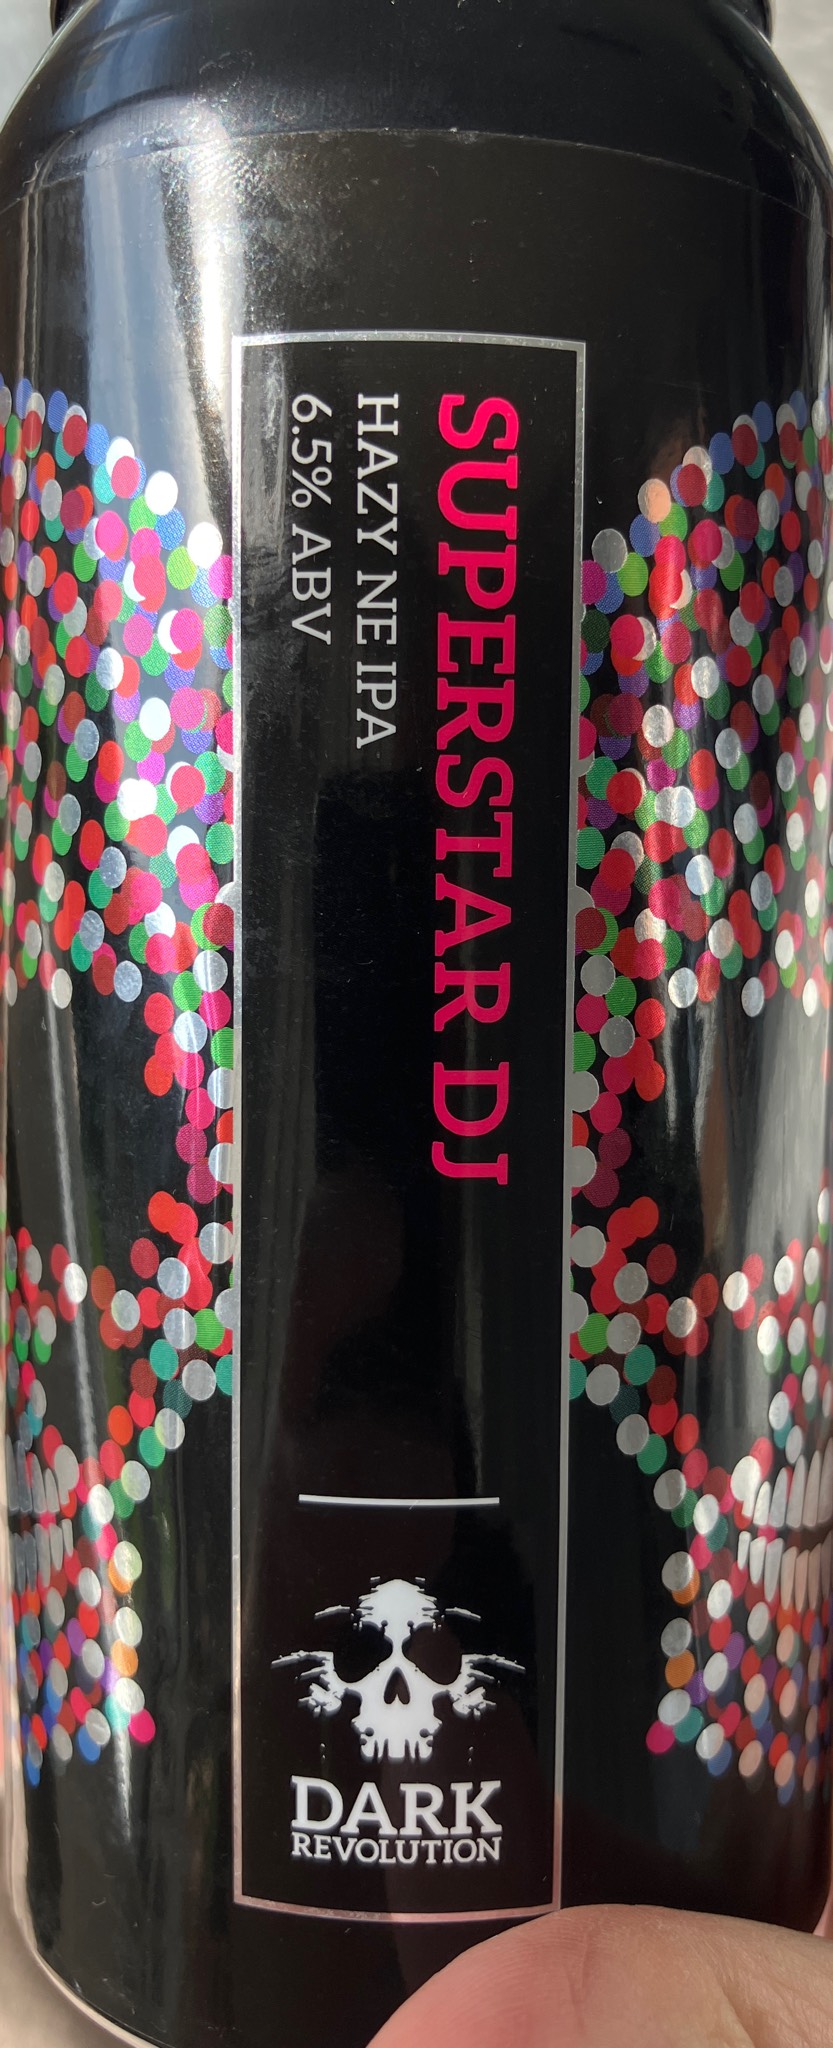 SUPERSTAR DJ
HAZY NE IPA
6.5% ABV
DARK
REVOLUTION